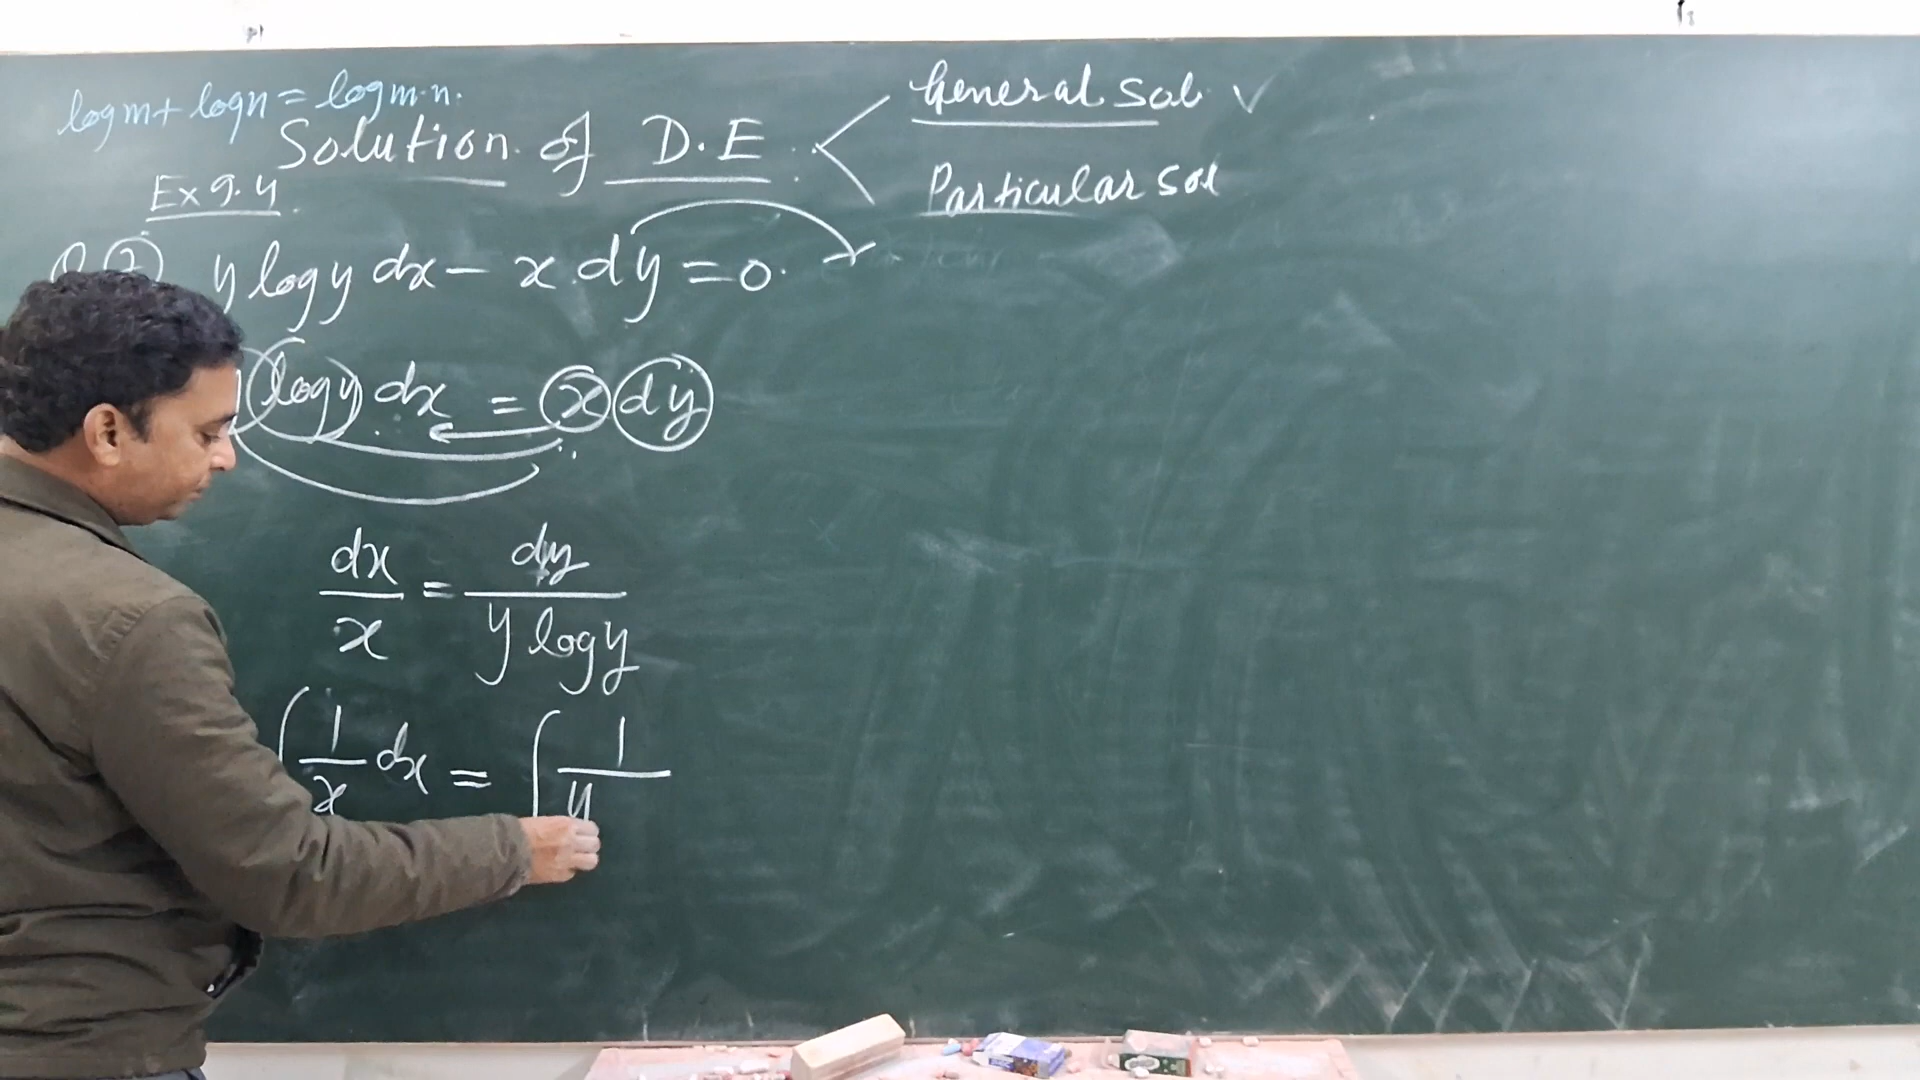 log m + log n = log m·n.
Solution of D.E.
General Sol. ✓
Particular Sol
Ex 9.4
Q ⑦ y log y dx − x dy = 0.
log y dx = x dy
dx/x = dy/(y log y)
∫ 1/x dx = ∫ 1/y